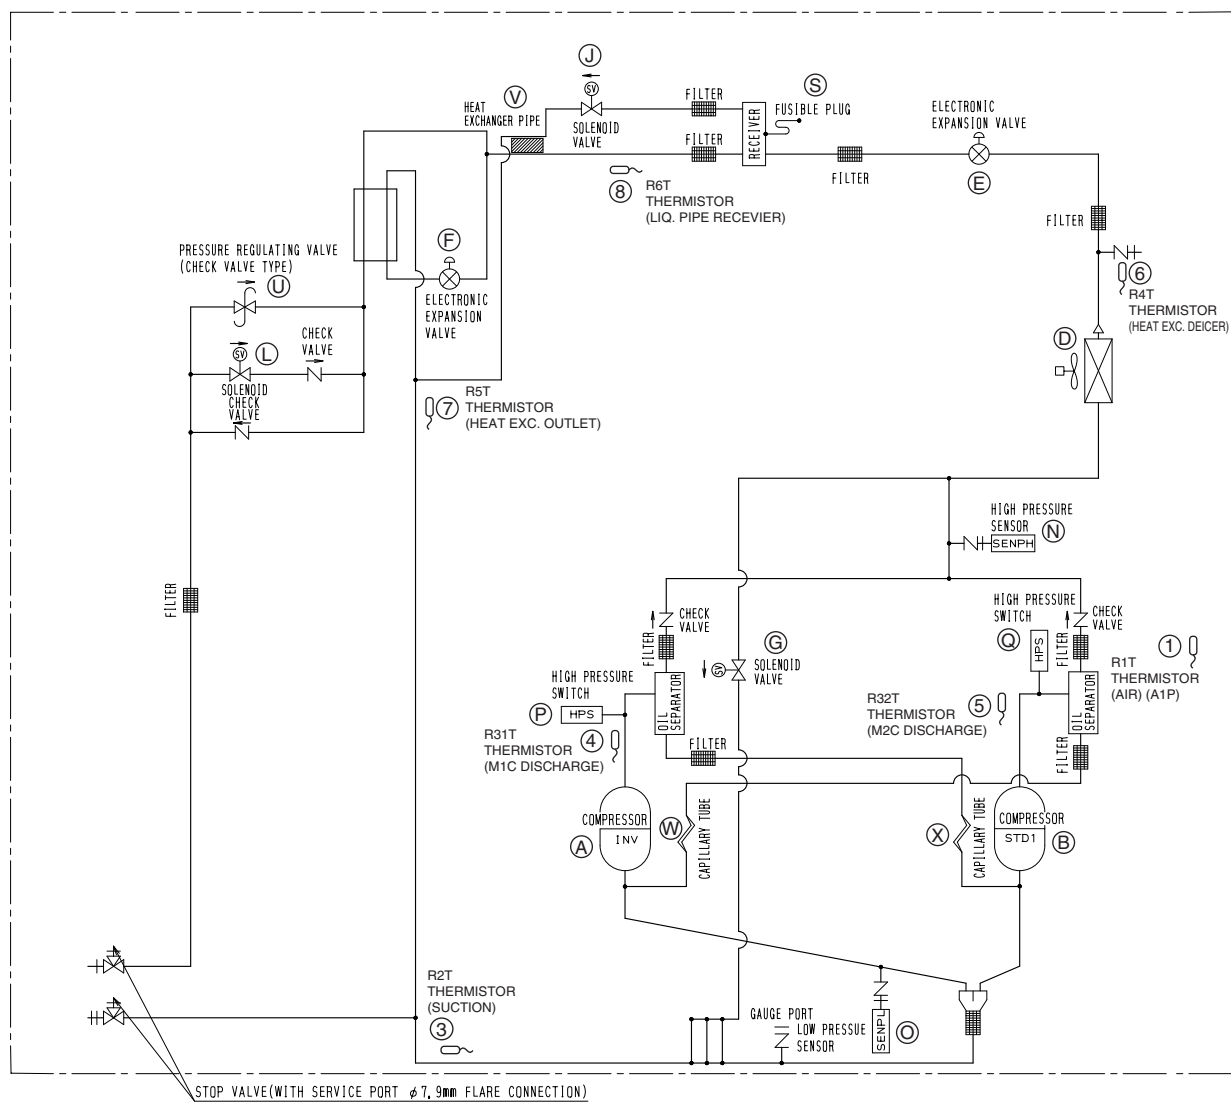 J
SV
SOLENOID
VALVE
V
HEAT
EXCHANGER PIPE
FILTER
FILTER
RECEIVER
S
FUSIBLE PLUG
ELECTRONIC
EXPANSION VALVE
E
FILTER
8
R6T
THERMISTOR
(LIQ. PIPE RECEVIER)
FILTER
6
R4T
THERMISTOR
(HEAT EXC. DEICER)
D
F
ELECTRONIC
EXPANSION
VALVE
PRESSURE REGULATING VALVE
(CHECK VALVE TYPE)
U
SV
L
CHECK
VALVE
SOLENOID
CHECK
VALVE
7
R5T
THERMISTOR
(HEAT EXC. OUTLET)
HIGH PRESSURE
SENSOR
N
SENPH
FILTER
CHECK
VALVE
FILTER
G
SV
SOLENOID
VALVE
HIGH PRESSURE
SWITCH
Q
HPS
CHECK
VALVE
FILTER
1
R1T
THERMISTOR
(AIR) (A1P)
HIGH PRESSURE
SWITCH
P
HPS
OIL
SEPARATOR
R31T
THERMISTOR
(M1C DISCHARGE)
4
FILTER
R32T
THERMISTOR
(M2C DISCHARGE)
5
OIL
SEPARATOR
FILTER
COMPRESSOR
INV
A
W
CAPILLARY TUBE
X
CAPILLARY TUBE
COMPRESSOR
STD1
B
R2T
THERMISTOR
(SUCTION)
3
GAUGE PORT
LOW PRESSUE
SENSOR
SENPL
O
STOP VALVE(WITH SERVICE PORT φ7.9mm FLARE CONNECTION)